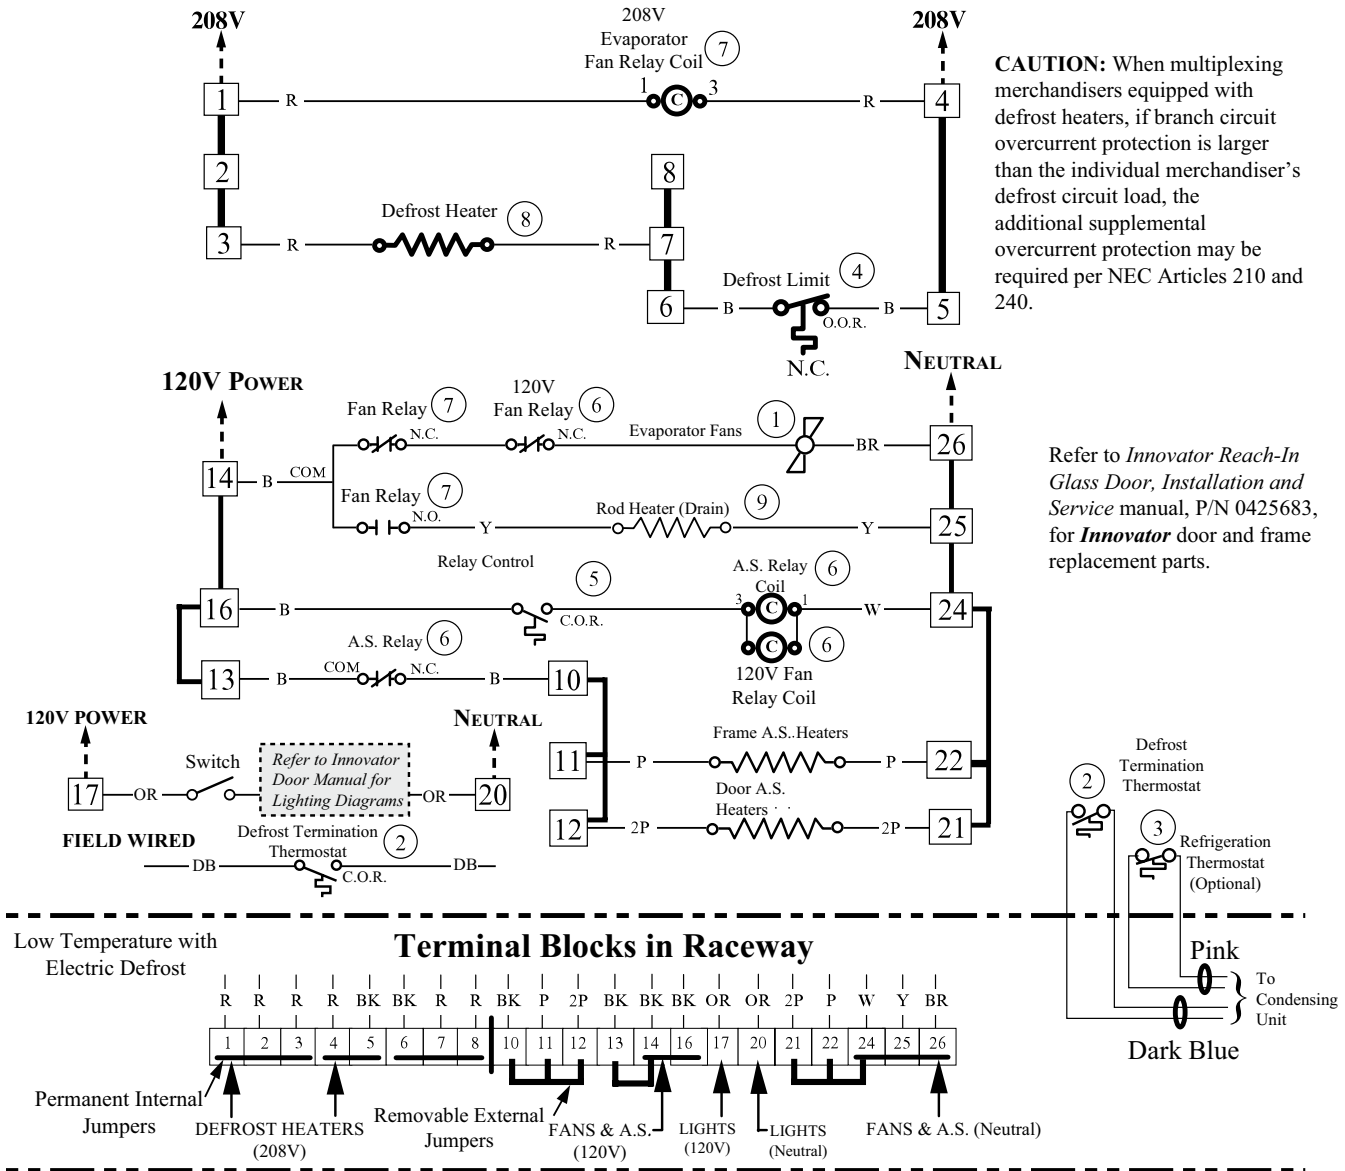 208V
208V
208V
Evaporator
Fan Relay Coil
7
1
R
1 C 3
R
4
2
8
Defrost Heater
8
3
R
R
7
Defrost Limit
4
6
B
B
5
O.O.R.
N.C.
CAUTION: When multiplexing
merchandisers equipped with
defrost heaters, if branch circuit
overcurrent protection is larger
than the individual merchandiser's
defrost circuit load, the
additional supplemental
overcurrent protection may be
required per NEC Articles 210 and
240.
120V POWER
NEUTRAL
Fan Relay
7
N.C.
120V
Fan Relay
6
N.C.
Evaporator Fans
1
BR
26
14
B
COM
Fan Relay
7
N.O.
Y
Rod Heater (Drain)
9
Y
25
Refer to Innovator Reach-In
Glass Door, Installation and
Service manual, P/N 0425683,
for Innovator door and frame
replacement parts.
Relay Control
5
A.S. Relay
Coil
6
16
B
C.O.R.
3 C 1
W
24
A.S. Relay
6
C
6
120V Fan
Relay Coil
13
B
COM
N.C.
B
10
120V POWER
NEUTRAL
Switch
Refer to Innovator
Door Manual for
Lighting Diagrams
17
OR
OR
20
Frame A.S..Heaters
11
P
P
22
Door A.S.
Heaters . .
12
2P
2P
21
FIELD WIRED
Defrost Termination
Thermostat
2
DB
C.O.R.
DB
Defrost
Termination
Thermostat
2
3
Refrigeration
Thermostat
(Optional)
Pink
To
Condensing
Unit
Dark Blue
Low Temperature with
Electric Defrost
Terminal Blocks in Raceway
R R R R BK BK R R BK P 2P BK BK BK OR OR 2P P W Y BR
1 2 3 4 5 6 7 8 10 11 12 13 14 16 17 20 21 22 24 25 26
Permanent Internal
Jumpers
DEFROST HEATERS
(208V)
Removable External
Jumpers
FANS & A.S.
(120V)
LIGHTS
(120V)
LIGHTS
(Neutral)
FANS & A.S. (Neutral)